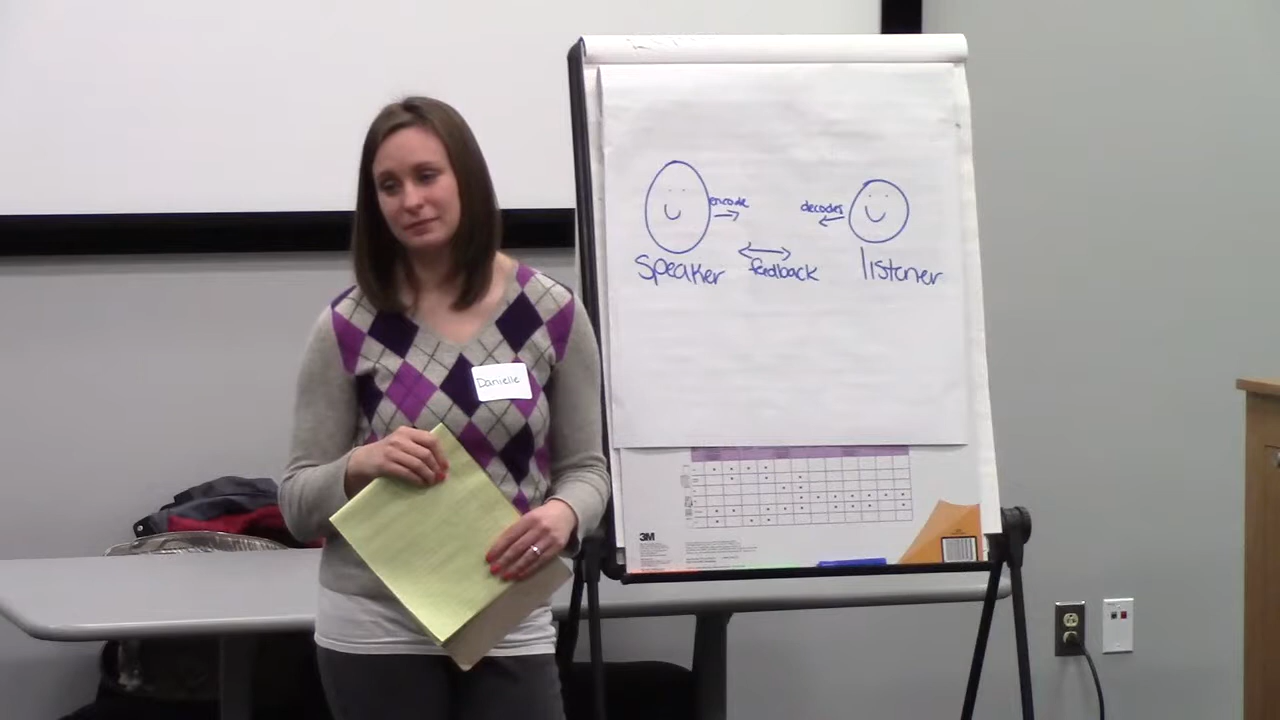 encode
decodes
speaker
feedback
listener
Danielle
3M